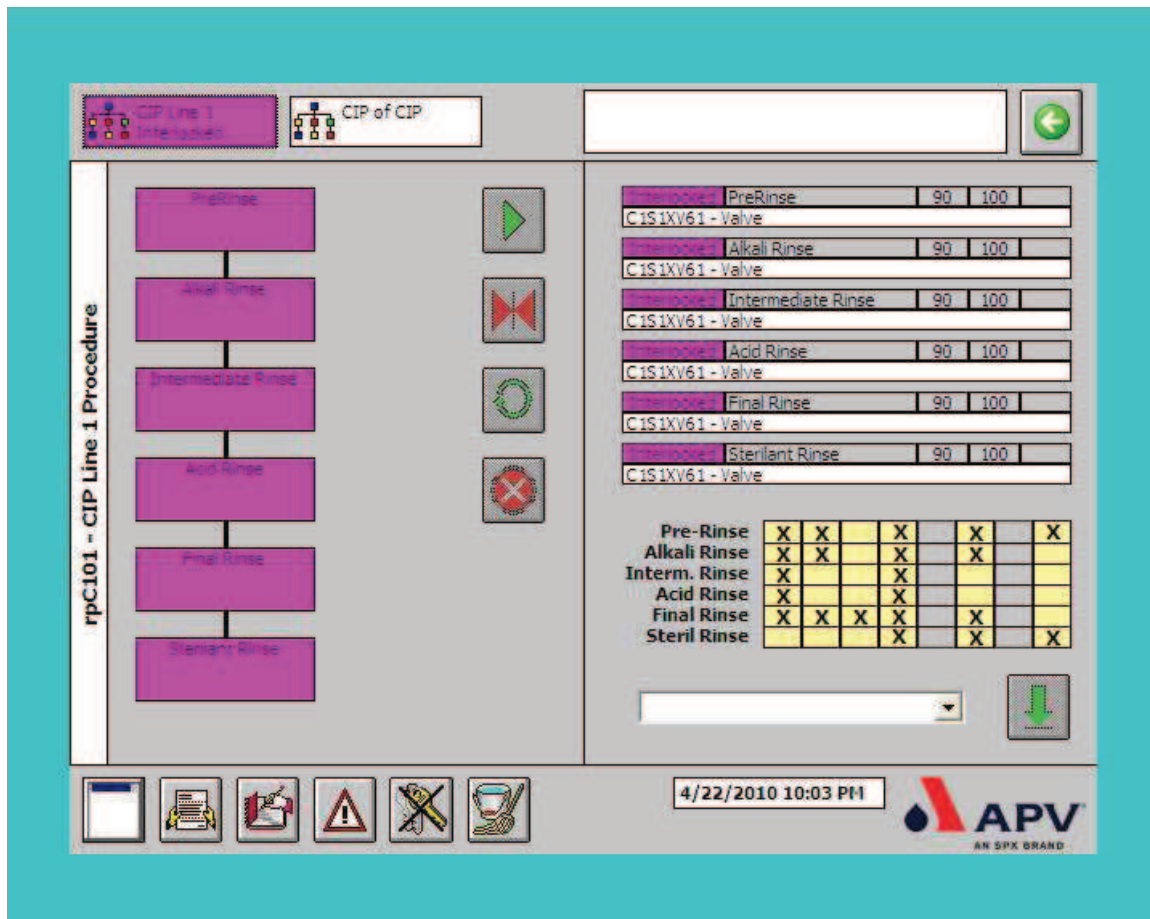 CIP Line 1
Interlocked
CIP of CIP
rpC101 - CIP Line 1 Procedure
PreRinse
Alkali Rinse
Intermediate Rinse
Acid Rinse
Final Rinse
Sterilant Rinse
Interlocked PreRinse 90 100
C1S1XV61 - Valve
Interlocked Alkali Rinse 90 100
C1S1XV61 - Valve
Interlocked Intermediate Rinse 90 100
C1S1XV61 - Valve
Interlocked Acid Rinse 90 100
C1S1XV61 - Valve
Interlocked Final Rinse 90 100
C1S1XV61 - Valve
Interlocked Sterilant Rinse 90 100
C1S1XV61 - Valve
Pre-Rinse X X X X X
Alkali Rinse X X X X
Interm. Rinse X X
Acid Rinse X X
Final Rinse X X X X X
Steril Rinse X X X
4/22/2010 10:03 PM
APV
AN SPX BRAND